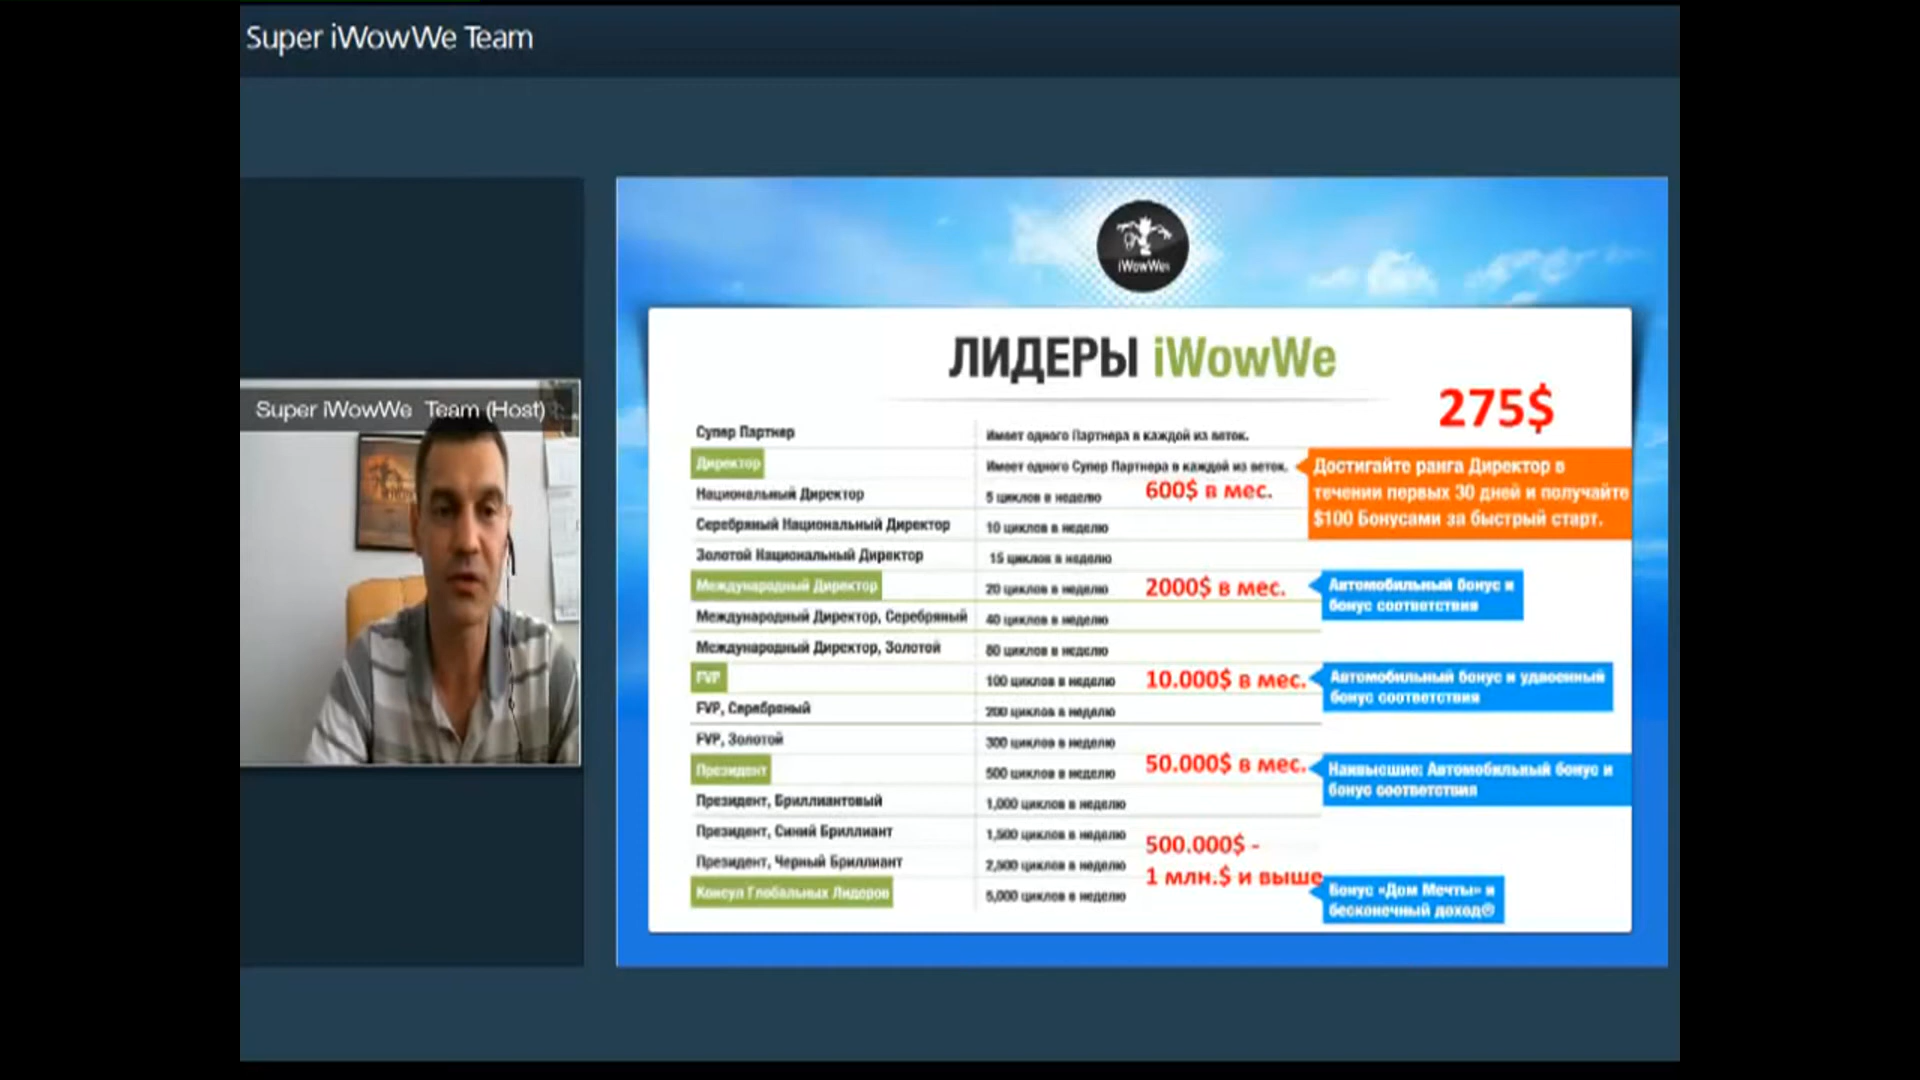 Super iWowWe Team
Super iWowWe Team (Host)
iWowWe
ЛИДЕРЫ iWowWe
275$
Супер Партнер
Имеет одного Партнера в каждой из веток.
Директор
Имеет одного Супер Партнера в каждой из веток.
Достигайте ранга Директор в
течении первых 30 дней и получайте
$100 Бонусами за быстрый старт.
Национальный Директор
5 циклов в неделю
600$ в мес.
Серебряный Национальный Директор
10 циклов в неделю
Золотой Национальный Директор
15 циклов в неделю
Международный Директор
20 циклов в неделю
2000$ в мес.
Автомобильный бонус и
бонус соответствия
Международный Директор, Серебряный
40 циклов в неделю
Международный Директор, Золотой
80 циклов в неделю
FVP
100 циклов в неделю
10.000$ в мес.
Автомобильный бонус и удвоенный
бонус соответствия
FVP, Серебряный
200 циклов в неделю
FVP, Золотой
300 циклов в неделю
Президент
500 циклов в неделю
50.000$ в мес.
Наивысшие: Автомобильный бонус и
бонус соответствия
Президент, Бриллиантовый
1,000 циклов в неделю
Президент, Синий Бриллиант
1,500 циклов в неделю
500.000$ -
1 млн.$ и выше
Президент, Черный Бриллиант
2,500 циклов в неделю
Консул Глобальных Лидеров
5,000 циклов в неделю
Бонус «Дом Мечты» и
бесконечный доход®